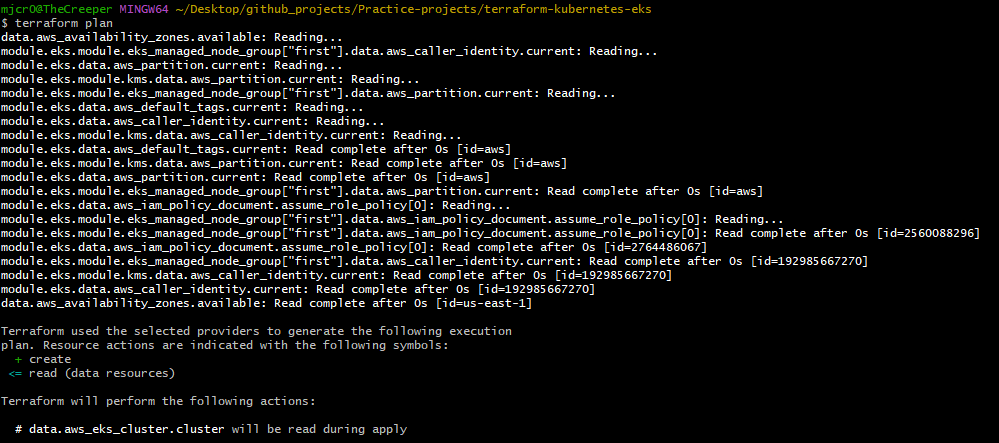 mjcr0@TheCreeper MINGW64 ~/Desktop/github_projects/Practice-projects/terraform-kubernetes-eks
$ terraform plan
data.aws_availability_zones.available: Reading...
module.eks.module.eks_managed_node_group["first"].data.aws_caller_identity.current: Reading...
module.eks.data.aws_partition.current: Reading...
module.eks.module.kms.data.aws_partition.current: Reading...
module.eks.module.eks_managed_node_group["first"].data.aws_partition.current: Reading...
module.eks.data.aws_default_tags.current: Reading...
module.eks.data.aws_caller_identity.current: Reading...
module.eks.module.kms.data.aws_caller_identity.current: Reading...
module.eks.data.aws_default_tags.current: Read complete after 0s [id=aws]
module.eks.module.kms.data.aws_partition.current: Read complete after 0s [id=aws]
module.eks.data.aws_partition.current: Read complete after 0s [id=aws]
module.eks.module.eks_managed_node_group["first"].data.aws_partition.current: Read complete after 0s [id=aws]
module.eks.data.aws_iam_policy_document.assume_role_policy[0]: Reading...
module.eks.module.eks_managed_node_group["first"].data.aws_iam_policy_document.assume_role_policy[0]: Reading...
module.eks.module.eks_managed_node_group["first"].data.aws_iam_policy_document.assume_role_policy[0]: Read complete after 0s [id=2560088296]
module.eks.data.aws_iam_policy_document.assume_role_policy[0]: Read complete after 0s [id=2764486067]
module.eks.module.eks_managed_node_group["first"].data.aws_caller_identity.current: Read complete after 0s [id=192985667270]
module.eks.module.kms.data.aws_caller_identity.current: Read complete after 0s [id=192985667270]
module.eks.data.aws_caller_identity.current: Read complete after 0s [id=192985667270]
data.aws_availability_zones.available: Read complete after 0s [id=us-east-1]
Terraform used the selected providers to generate the following execution
plan. Resource actions are indicated with the following symbols:
+ create
<= read (data resources)
Terraform will perform the following actions:
# data.aws_eks_cluster.cluster will be read during apply